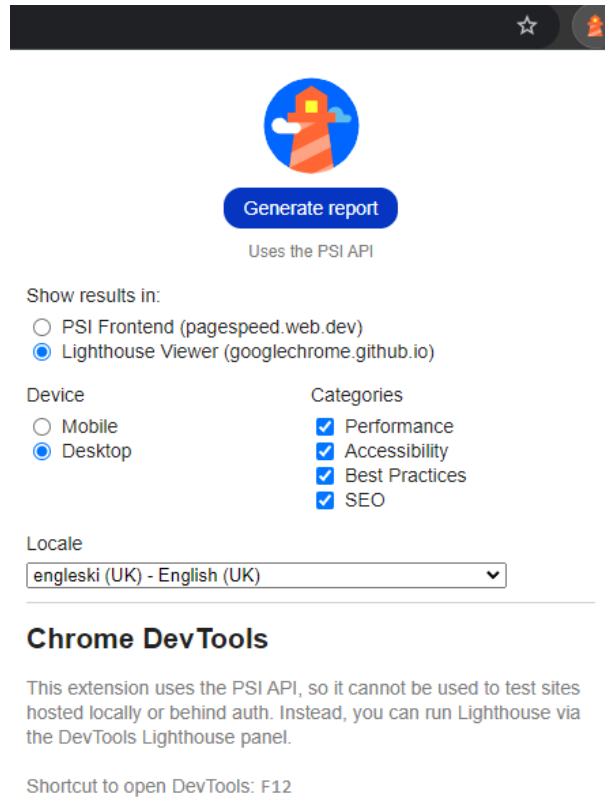 Generate report
Uses the PSI API
Show results in:
PSI Frontend (pagespeed.web.dev)
Lighthouse Viewer (googlechrome.github.io)
Device
Mobile
Desktop
Categories
Performance
Accessibility
Best Practices
SEO
Locale
engleski (UK) - English (UK)
Chrome DevTools
This extension uses the PSI API, so it cannot be used to test sites
hosted locally or behind auth. Instead, you can run Lighthouse via
the DevTools Lighthouse panel.
Shortcut to open DevTools: F12